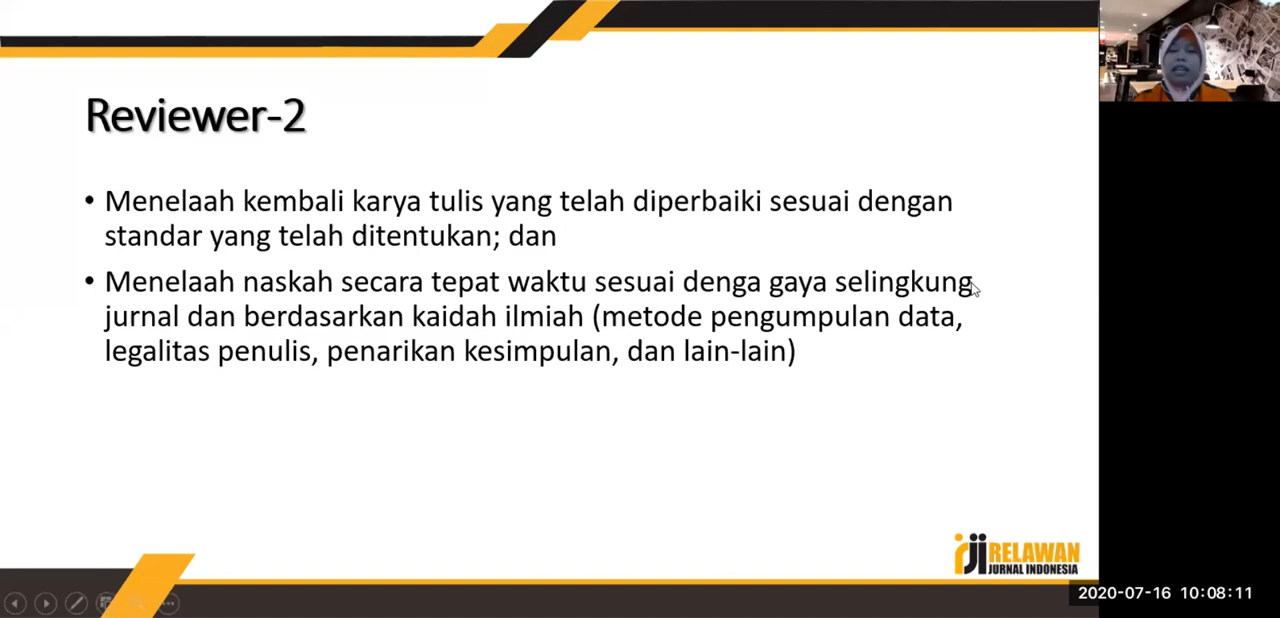 Reviewer-2
• Menelaah kembali karya tulis yang telah diperbaiki sesuai dengan
standar yang telah ditentukan; dan
• Menelaah naskah secara tepat waktu sesuai denga gaya selingkung
jurnal dan berdasarkan kaidah ilmiah (metode pengumpulan data,
legalitas penulis, penarikan kesimpulan, dan lain-lain)
rji RELAWAN
JURNAL INDONESIA
2020-07-16 10:08:11